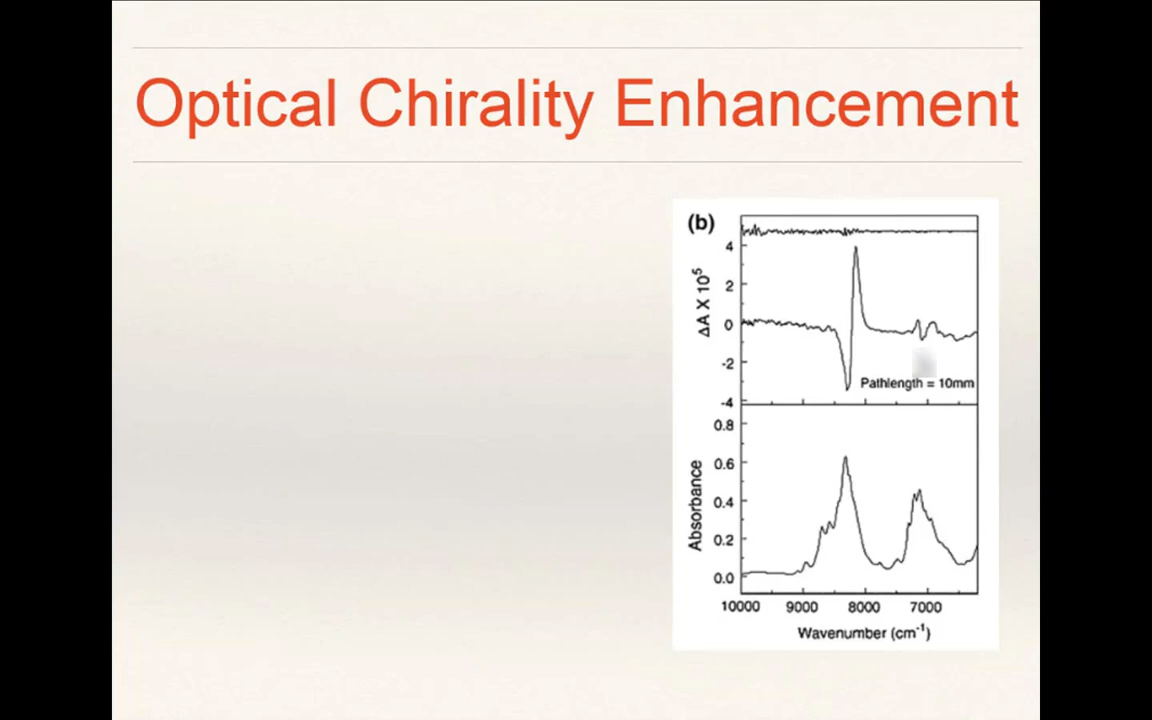 Optical Chirality Enhancement
(b)
4
2
0
-2
-4
ΔA X 10⁵
Pathlength = 10mm
0.8
0.6
0.4
0.2
0.0
Absorbance
10000 9000 8000 7000
Wavenumber (cm⁻¹)